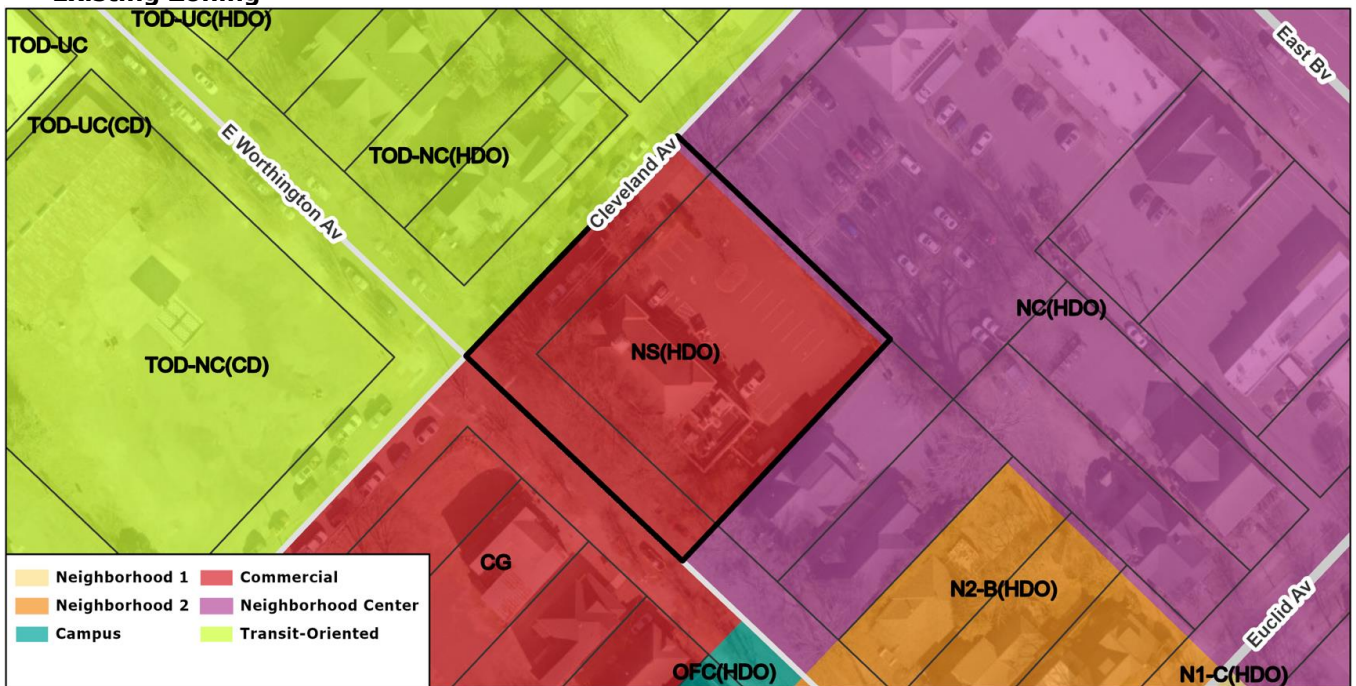 Existing Zoning
TOD-UC(HDO)
TOD-UC
East Bv
TOD-UC(CD)
E Worthington Av
TOD-NC(HDO)
Cleveland Av
NC(HDO)
NS(HDO)
TOD-NC(CD)
CG
N2-B(HDO)
Euclid Av
OFC(HDO)
N1-C(HDO)
Neighborhood 1
Commercial
Neighborhood 2
Neighborhood Center
Campus
Transit-Oriented